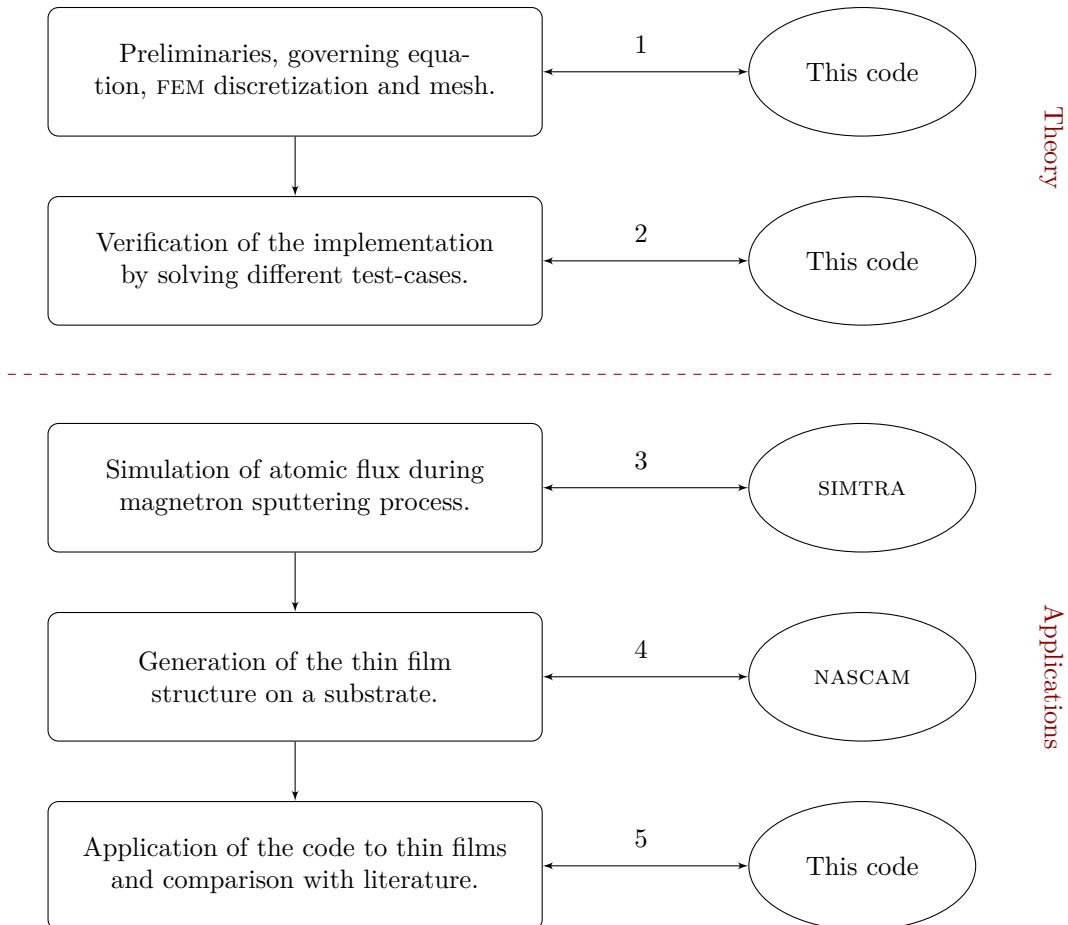 Preliminaries, governing equa-
tion, FEM discretization and mesh.
1
This code
Verification of the implementation
by solving different test-cases.
2
This code
Theory
Simulation of atomic flux during
magnetron sputtering process.
3
SIMTRA
Generation of the thin film
structure on a substrate.
4
NASCAM
Application of the code to thin films
and comparison with literature.
5
This code
Applications